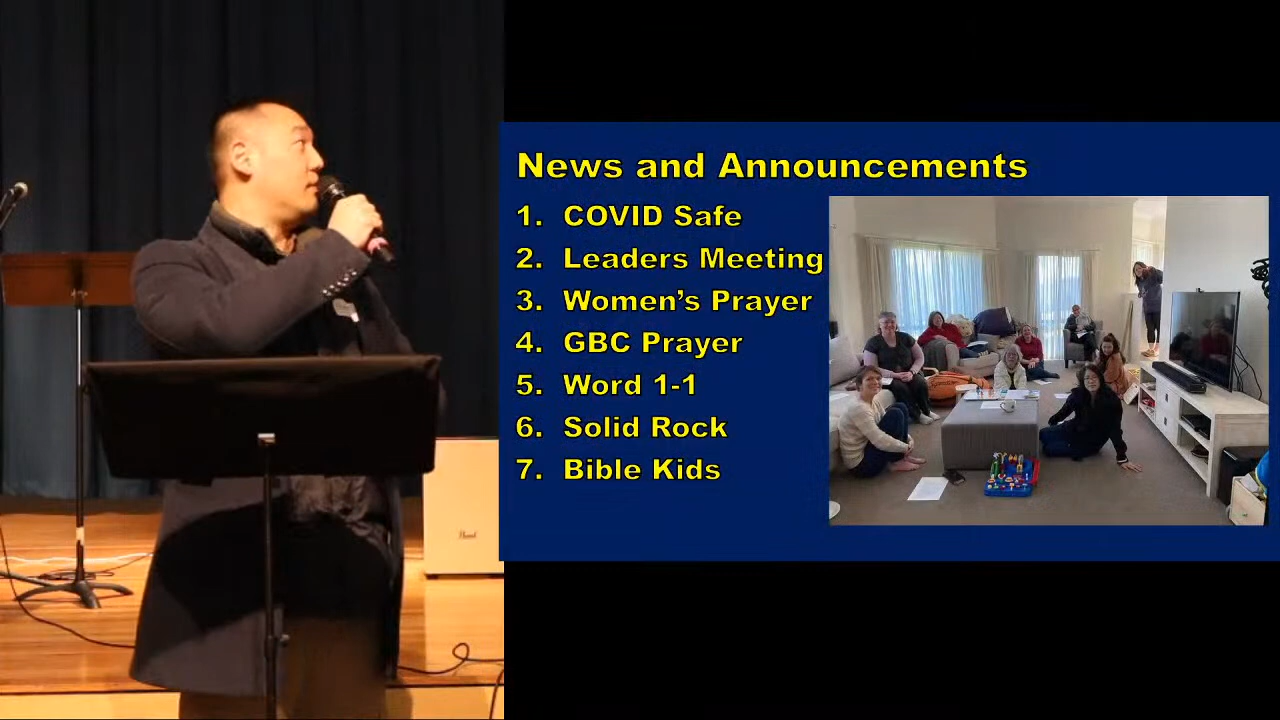 News and Announcements
1. COVID Safe
2. Leaders Meeting
3. Women's Prayer
4. GBC Prayer
5. Word 1-1
6. Solid Rock
7. Bible Kids